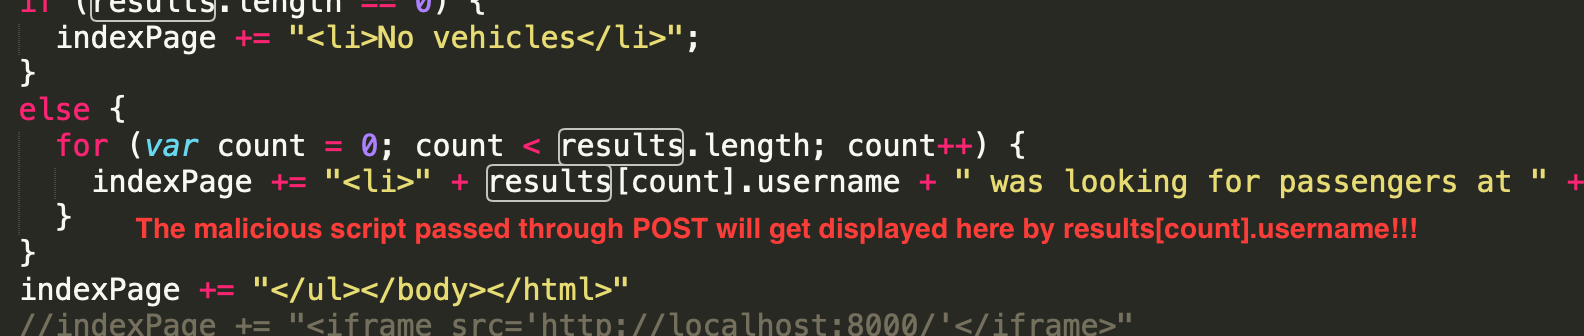 if (results.length == 0) {
indexPage += "<li>No vehicles</li>";
}
else {
for (var count = 0; count < results.length; count++) {
indexPage += "<li>" + results[count].username + " was looking for passengers at " +
}
The malicious script passed through POST will get displayed here by results[count].username!!!
}
indexPage += "</ul></body></html>"
//indexPage += "<iframe src='http://localhost:8000/'</iframe>"